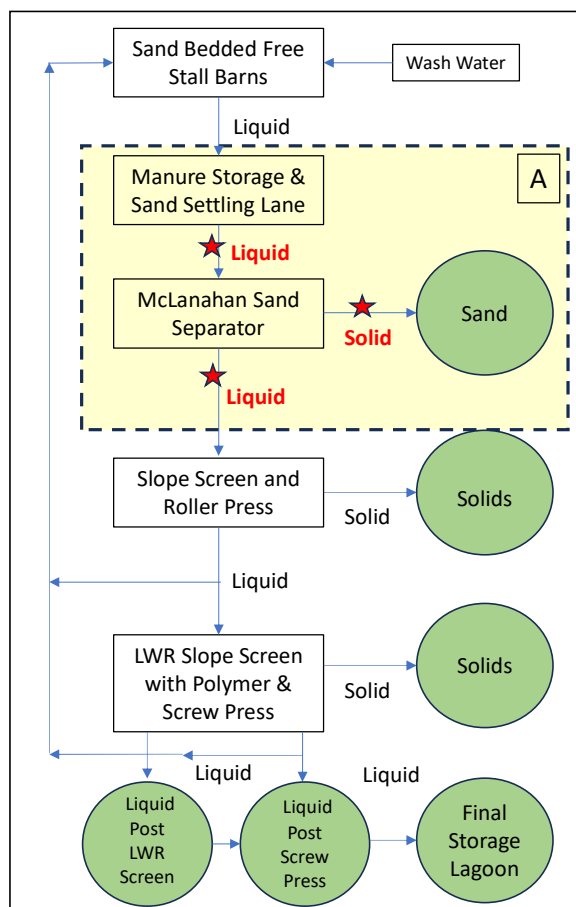 Sand Bedded Free
Stall Barns
Wash Water
Liquid
A
Manure Storage &
Sand Settling Lane
Liquid
McLanahan Sand
Separator
Solid
Sand
Liquid
Slope Screen and
Roller Press
Solid
Solids
Liquid
LWR Slope Screen
with Polymer &
Screw Press
Solid
Solids
Liquid
Liquid
Liquid
Post
LWR
Screen
Liquid
Post
Screw
Press
Final
Storage
Lagoon